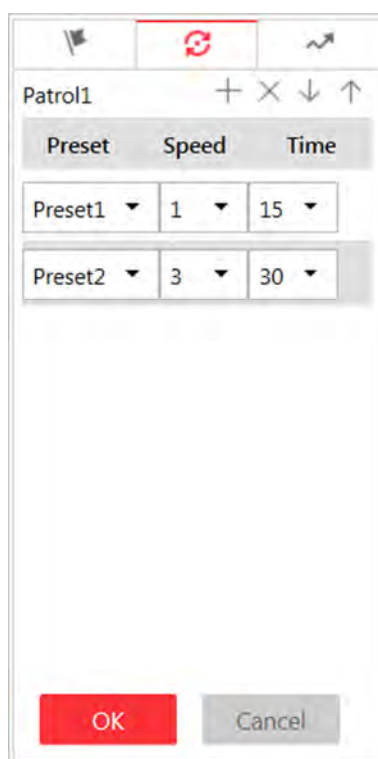 Patrol1
Preset Speed Time
Preset1 1 15
Preset2 3 30
OK Cancel